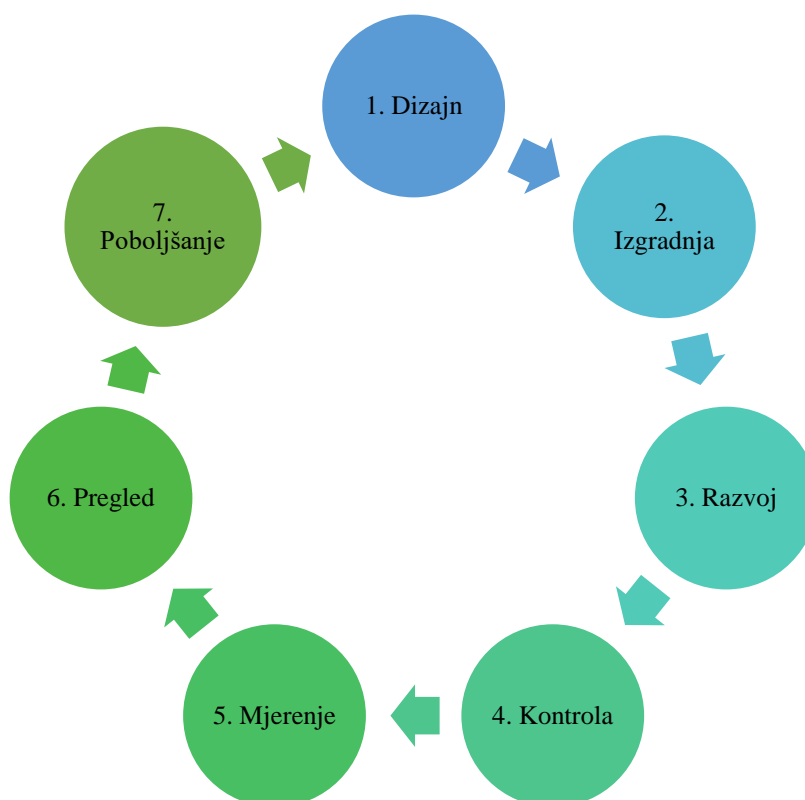 1. Dizajn
2.
Izgradnja
3. Razvoj
4. Kontrola
5. Mjerenje
6. Pregled
7.
Poboljšanje